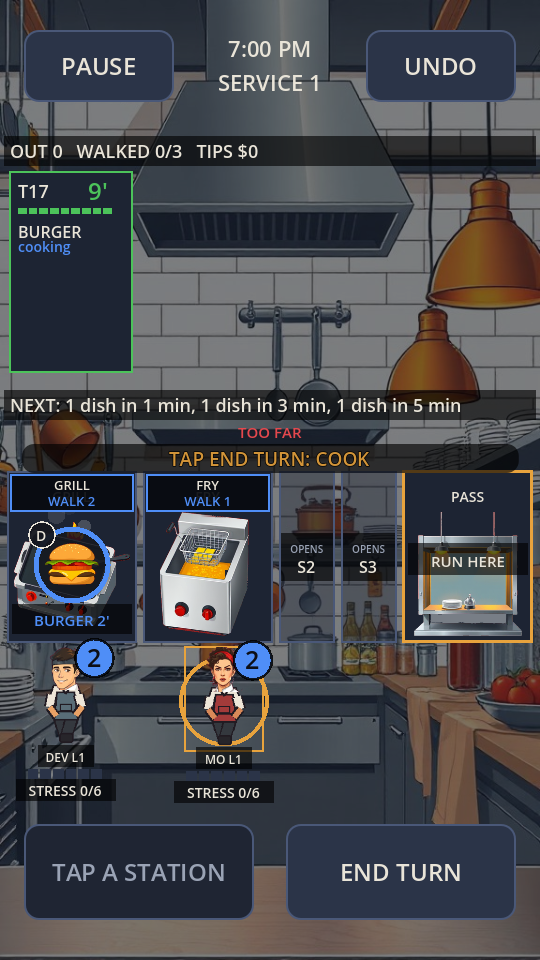 PAUSE
7:00 PM
SERVICE 1
UNDO
OUT 0 WALKED 0/3 TIPS $0
T17 9'
BURGER
cooking
NEXT: 1 dish in 1 min, 1 dish in 3 min, 1 dish in 5 min
TOO FAR
TAP END TURN: COOK
GRILL
WALK 2
FRY
WALK 1
OPENS
S2
OPENS
S3
PASS
RUN HERE
D
BURGER 2'
2
2
DEV L1
MO L1
STRESS 0/6
STRESS 0/6
TAP A STATION
END TURN